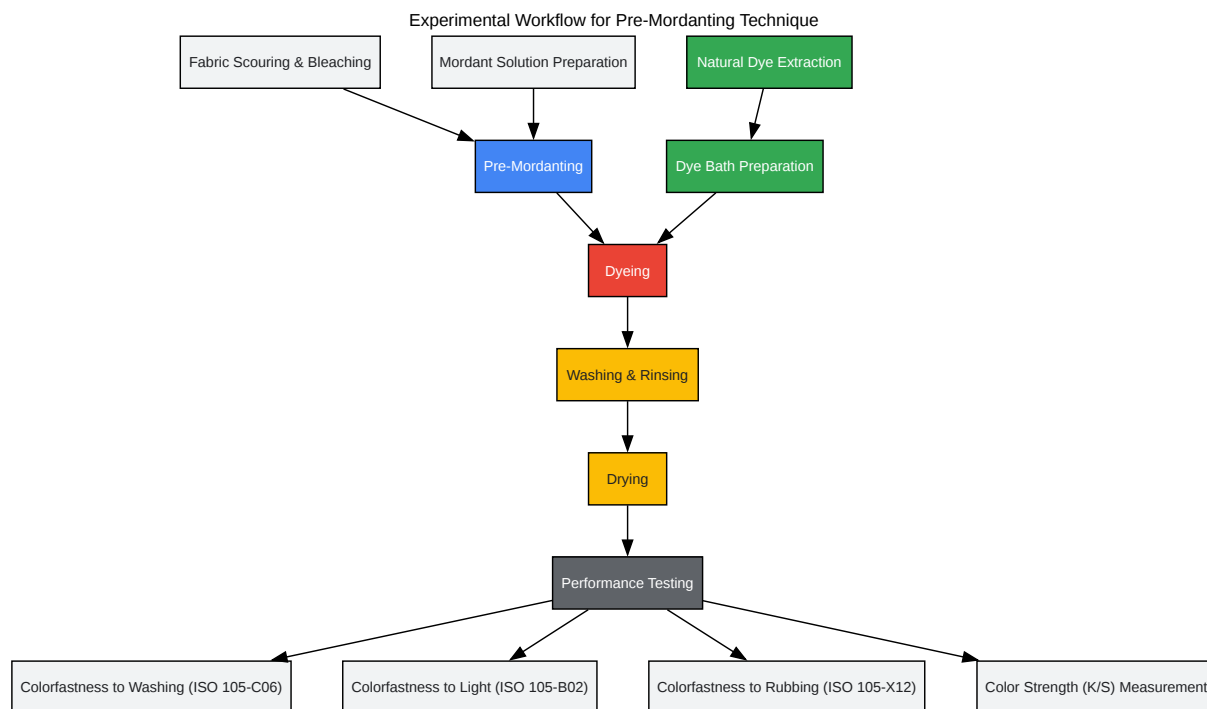 Experimental Workflow for Pre-Mordanting Technique
Fabric Scouring & Bleaching
Mordant Solution Preparation
Natural Dye Extraction
Pre-Mordanting
Dye Bath Preparation
Dyeing
Washing & Rinsing
Drying
Performance Testing
Colorfastness to Washing (ISO 105-C06)
Colorfastness to Light (ISO 105-B02)
Colorfastness to Rubbing (ISO 105-X12)
Color Strength (K/S) Measurement